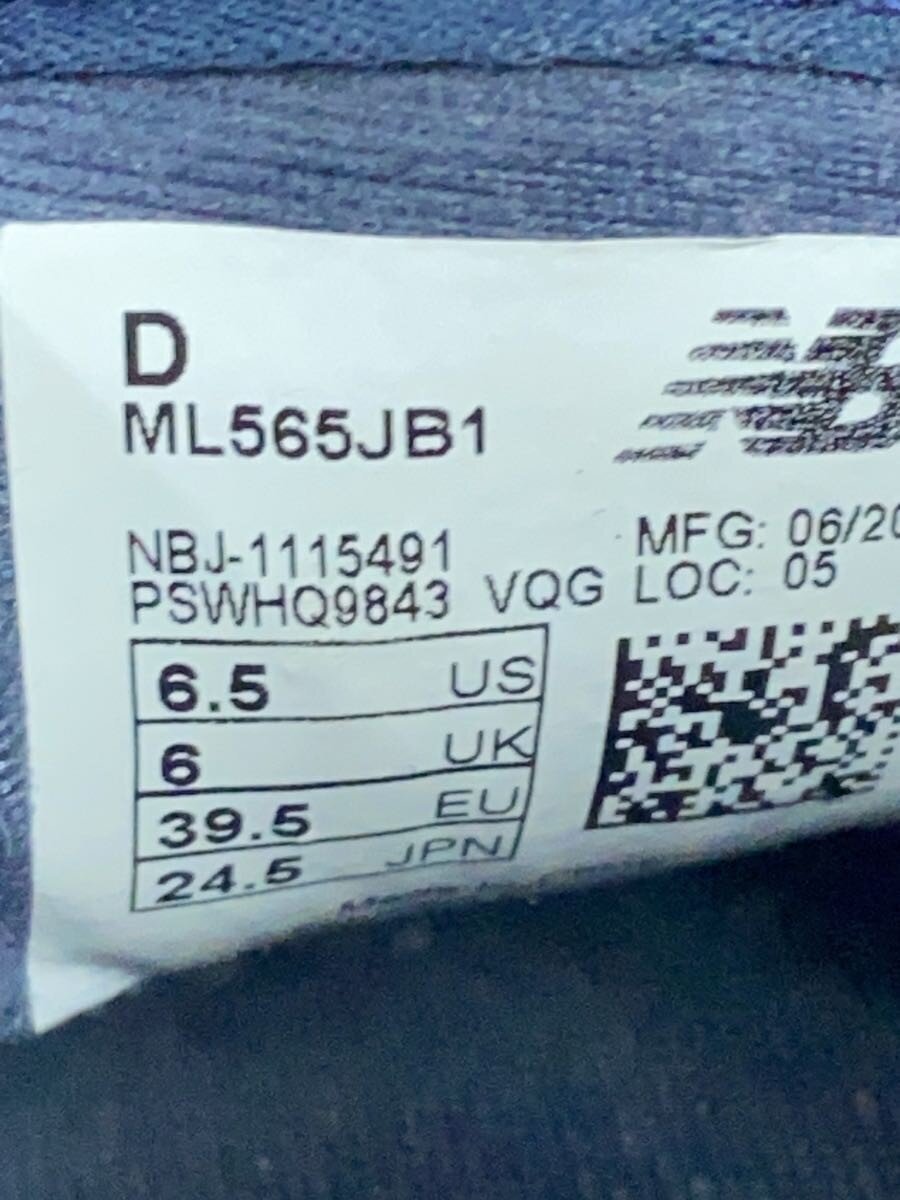 D
ML565JB1
NBJ-1115491
MFG: 06/20
PSWHQ9843 VQG LOC: 05
6.5 US
6 UK
39.5 EU
24.5 JPN